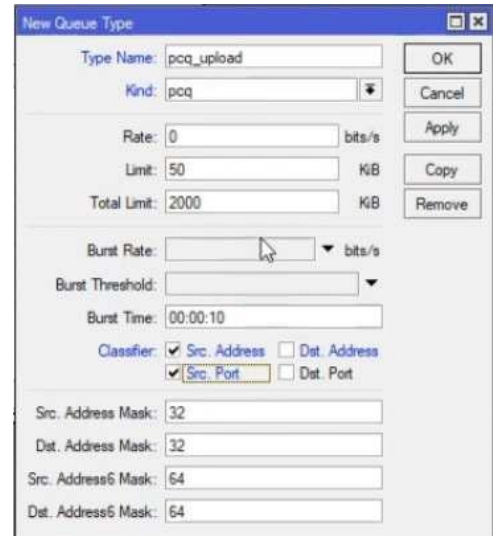 New Queue Type
Type Name: pcq_upload OK
Kind: pcq Cancel
Rate: 0 bits/s Apply
Limit: 50 KiB Copy
Total Limit: 2000 KiB Remove
Burst Rate: bits/s
Burst Threshold:
Burst Time: 00:00:10
Classifier: Src. Address Dst. Address
Src. Port Dst. Port
Src. Address Mask: 32
Dst. Address Mask: 32
Src. Address6 Mask: 64
Dst. Address6 Mask: 64